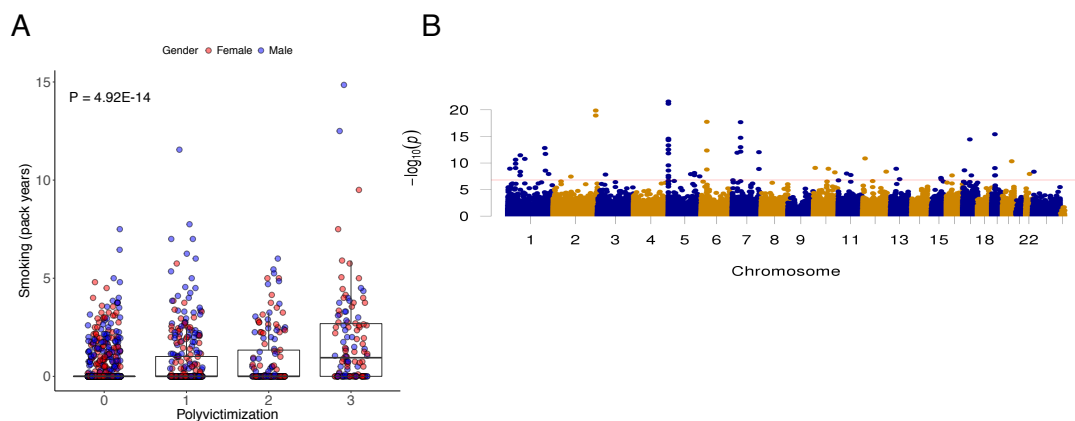 A
Gender Female Male
P = 4.92E-14
Smoking (pack years)
15
10
5
0
0 1 2 3
Polyvictimization
B
−log₁₀(p)
20
15
10
5
0
1 2 3 4 5 6 7 8 9 11 13 15 18 22
Chromosome